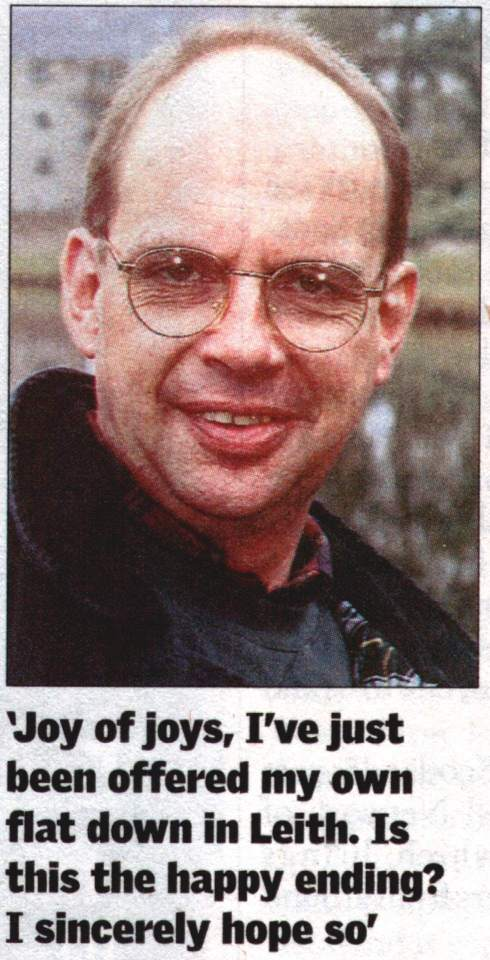 'Joy of joys, I've just
been offered my own
flat down in Leith. Is
this the happy ending?
I sincerely hope so'